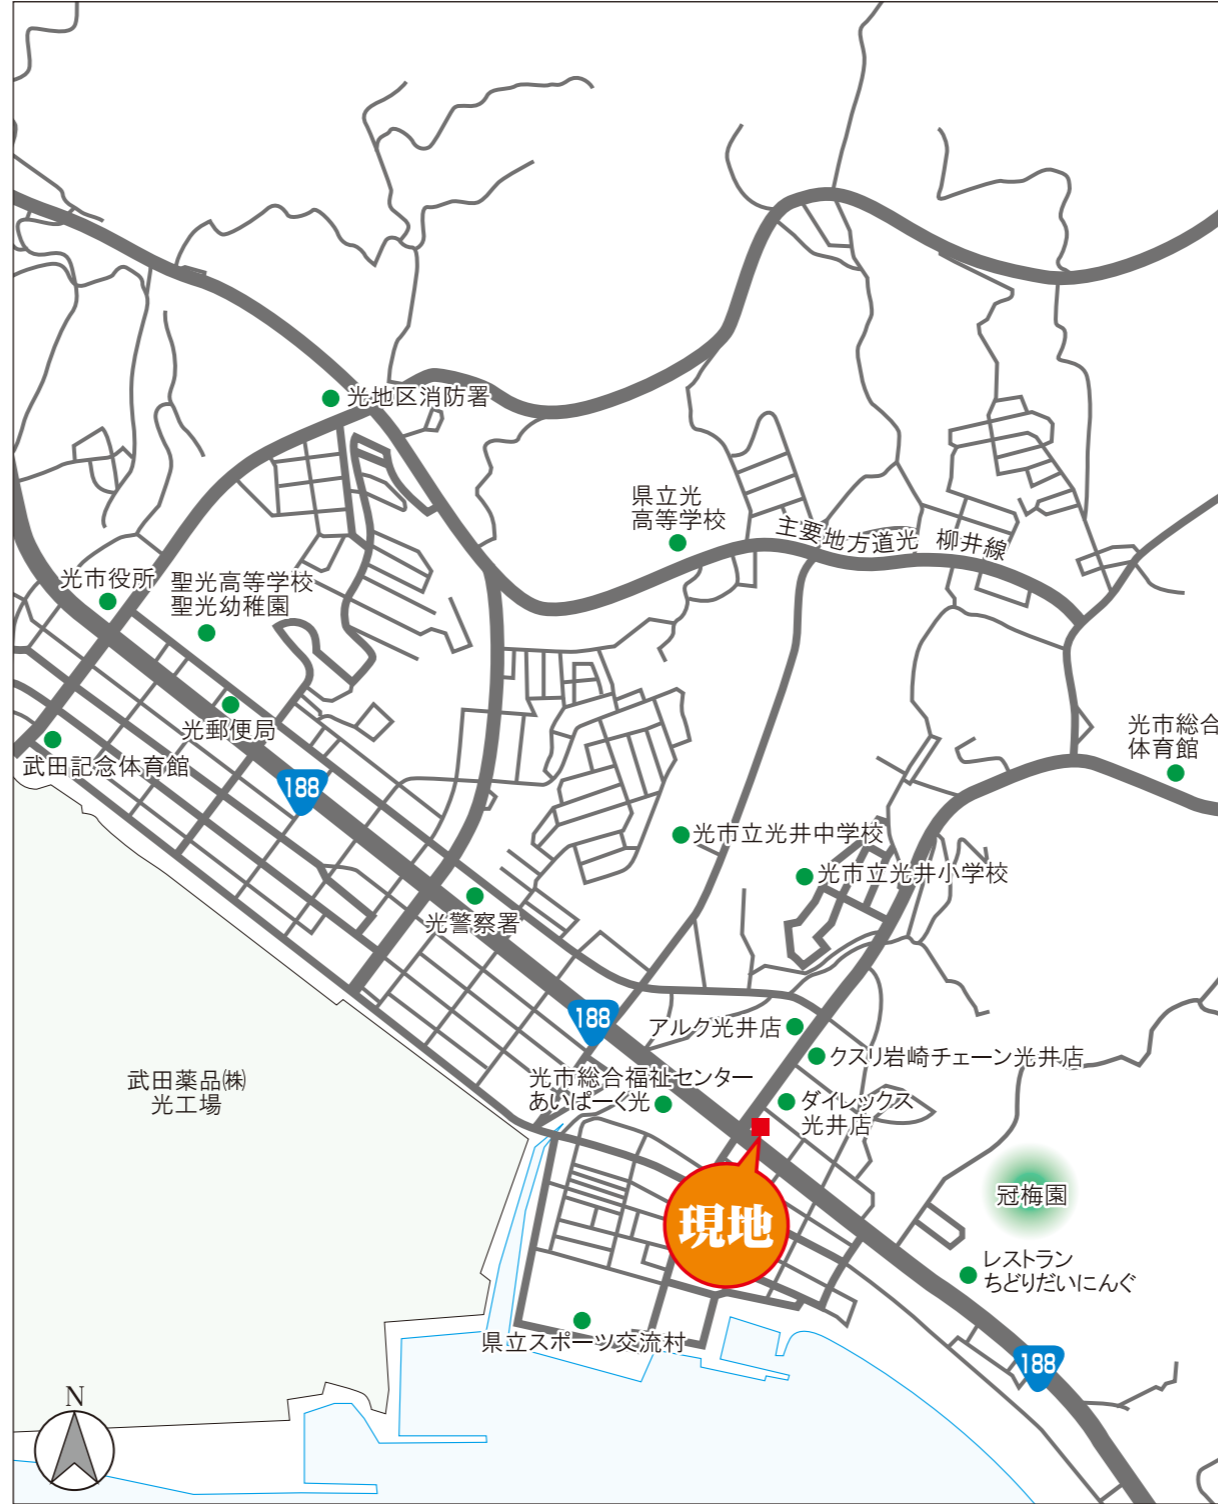 光地区消防署
県立光
高等学校
主要地方道光 柳井線
光市役所
聖光高等学校
聖光幼稚園
光郵便局
武田記念体育館
188
光市総合
体育館
光市立光井中学校
光市立光井小学校
光警察署
188
アルク光井店
クスリ岩崎チェーン光井店
武田薬品㈱
光工場
光市総合福祉センター
あいぱーく光
ダイレックス
光井店
現地
冠梅園
レストラン
ちどりだいにんぐ
県立スポーツ交流村
188
N